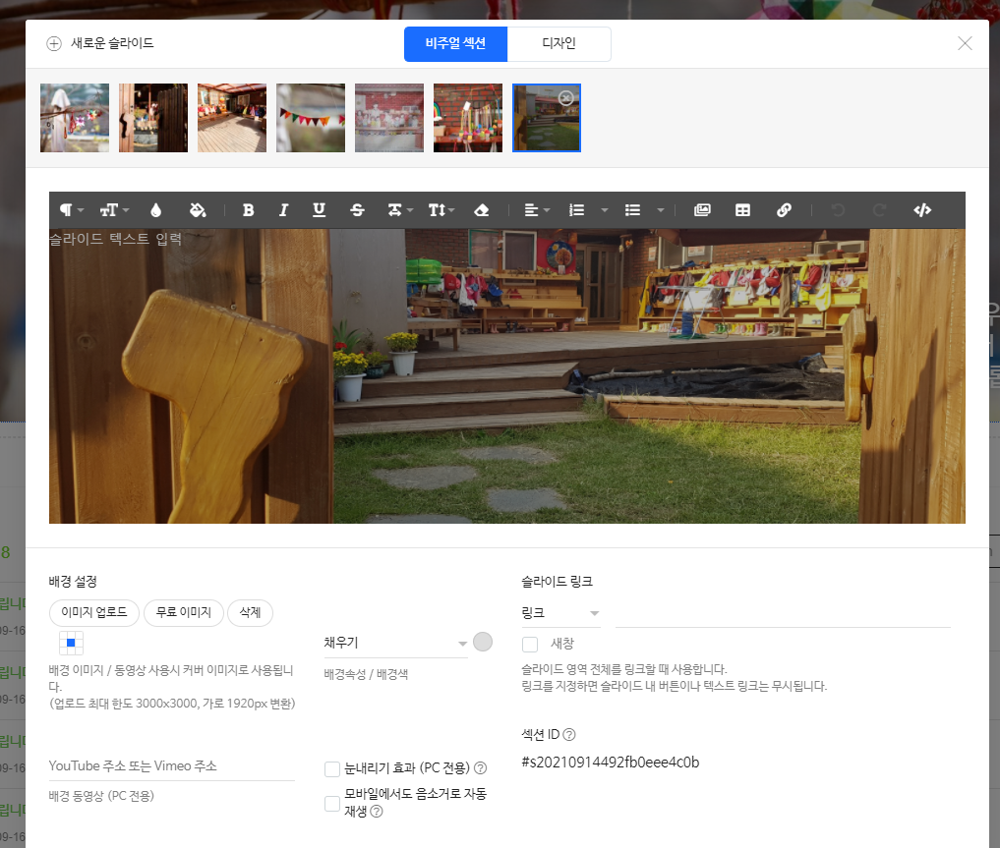 새로운 슬라이드
비주얼 섹션
디자인
슬라이드 텍스트 입력
8
배경 설정
이미지 업로드
무료 이미지
삭제
배경 이미지 / 동영상 사용시 커버 이미지로 사용됩니
다.
(업로드 최대 한도 3000x3000, 가로 1920px 변환)
채우기
배경속성 / 배경색
YouTube 주소 또는 Vimeo 주소
배경 동영상 (PC 전용)
눈내리기 효과 (PC 전용)
모바일에서도 음소거로 자동
재생
슬라이드 링크
링크
새창
슬라이드 영역 전체를 링크할 때 사용합니다.
링크를 지정하면 슬라이드 내 버튼이나 텍스트 링크는 무시됩니다.
섹션 ID
#s20210914492fb0eee4c0b